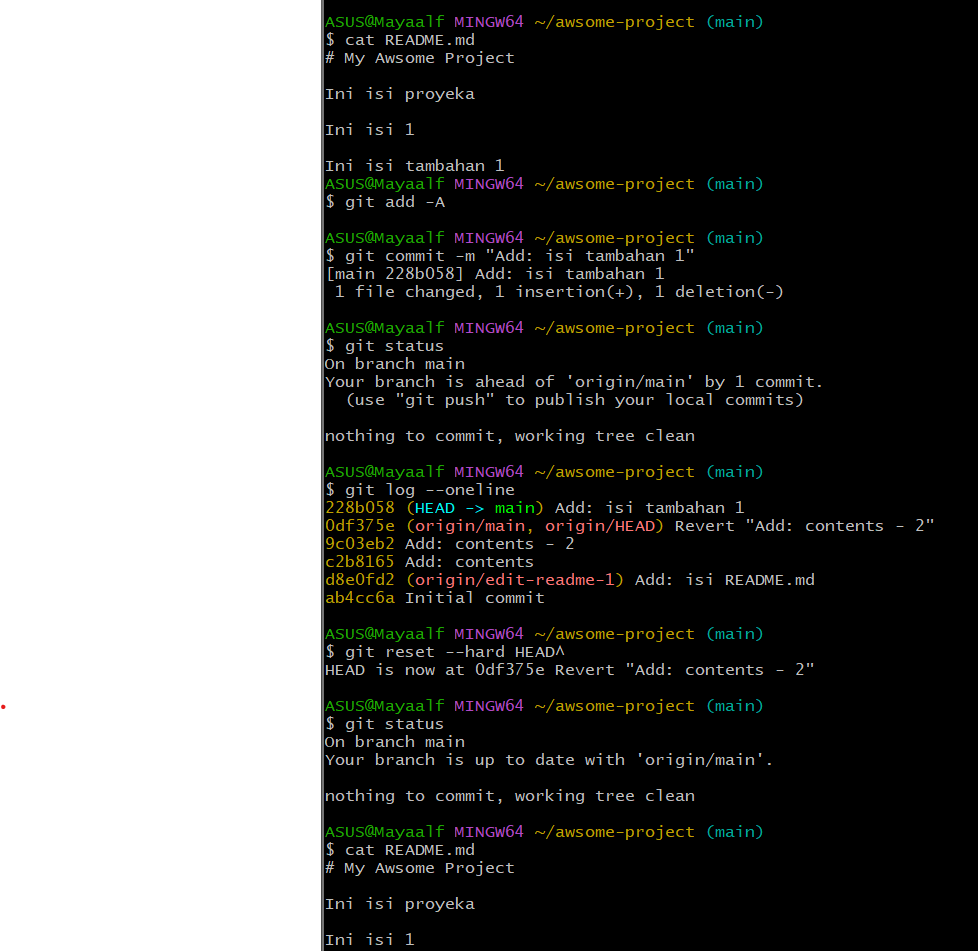 ASUS@Mayaalf MINGW64 ~/awsome-project (main)
$ cat README.md
# My Awsome Project
Ini isi proyeka
Ini isi 1
Ini isi tambahan 1
ASUS@Mayaalf MINGW64 ~/awsome-project (main)
$ git add -A
ASUS@Mayaalf MINGW64 ~/awsome-project (main)
$ git commit -m "Add: isi tambahan 1"
[main 228b058] Add: isi tambahan 1
 1 file changed, 1 insertion(+), 1 deletion(-)
ASUS@Mayaalf MINGW64 ~/awsome-project (main)
$ git status
On branch main
Your branch is ahead of 'origin/main' by 1 commit.
  (use "git push" to publish your local commits)
nothing to commit, working tree clean
ASUS@Mayaalf MINGW64 ~/awsome-project (main)
$ git log --oneline
228b058 (HEAD -> main) Add: isi tambahan 1
0df375e (origin/main, origin/HEAD) Revert "Add: contents - 2"
9c03eb2 Add: contents - 2
c2b8165 Add: contents
d8e0fd2 (origin/edit-readme-1) Add: isi README.md
ab4cc6a Initial commit
ASUS@Mayaalf MINGW64 ~/awsome-project (main)
$ git reset --hard HEAD^
HEAD is now at 0df375e Revert "Add: contents - 2"
ASUS@Mayaalf MINGW64 ~/awsome-project (main)
$ git status
On branch main
Your branch is up to date with 'origin/main'.
nothing to commit, working tree clean
ASUS@Mayaalf MINGW64 ~/awsome-project (main)
$ cat README.md
# My Awsome Project
Ini isi proyeka
Ini isi 1